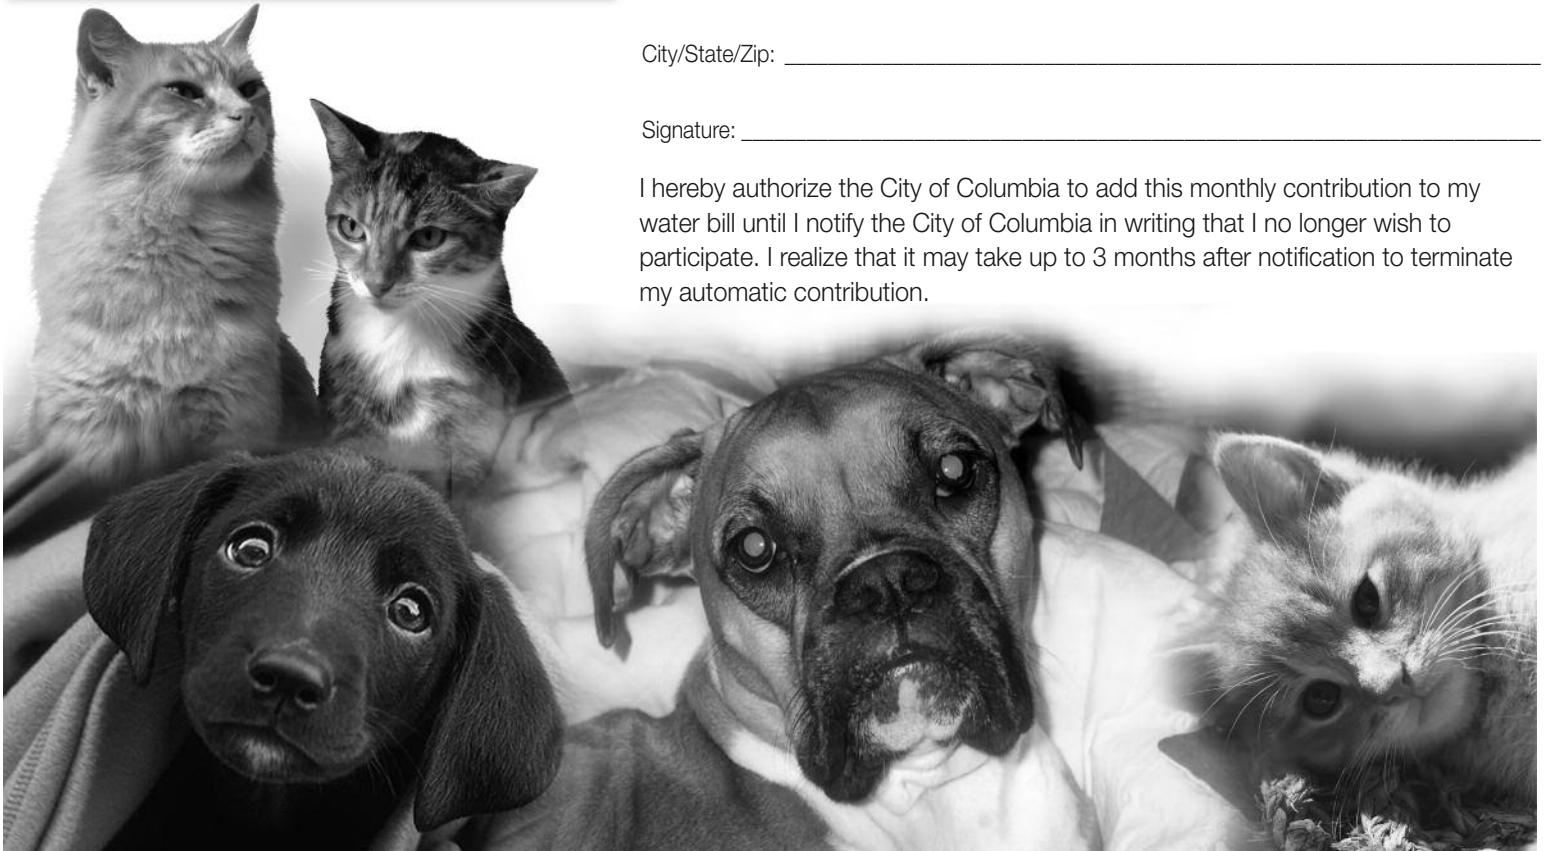 City/State/Zip:
Signature:
I hereby authorize the City of Columbia to add this monthly contribution to my
water bill until I notify the City of Columbia in writing that I no longer wish to
participate. I realize that it may take up to 3 months after notification to terminate
my automatic contribution.